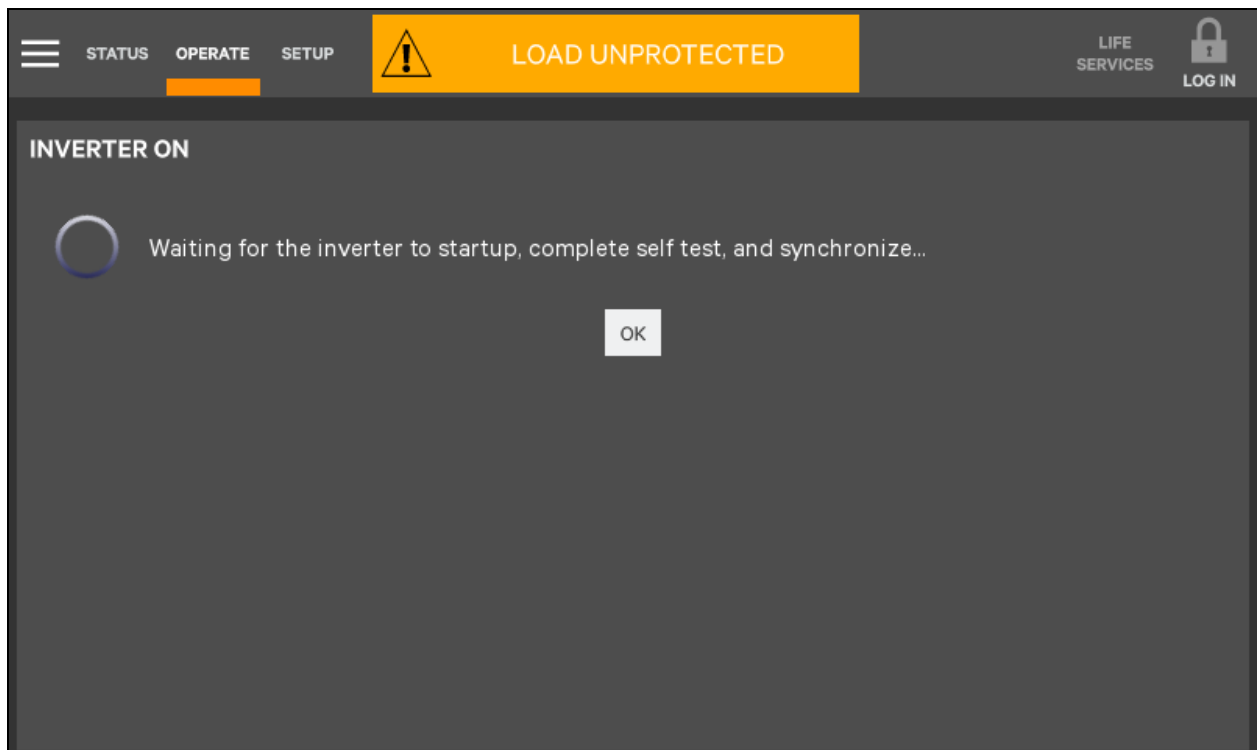 STATUS OPERATE SETUP
LOAD UNPROTECTED
LIFE
SERVICES
LOG IN
INVERTER ON
Waiting for the inverter to startup, complete self test, and synchronize...
OK